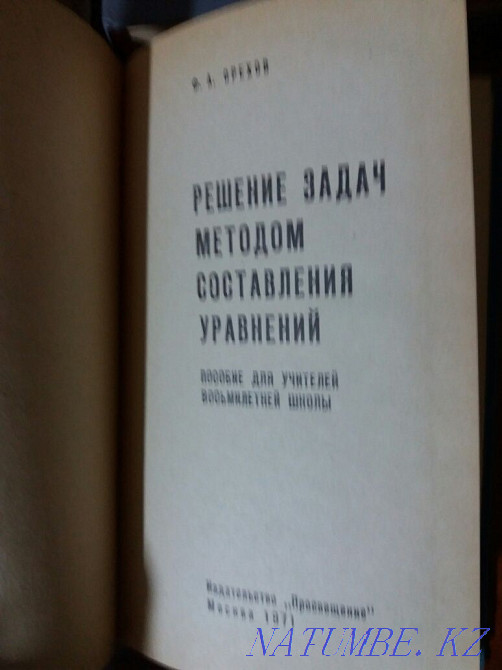 Ф. А. ОРЕХОВ
РЕШЕНИЕ ЗАДАЧ
МЕТОДОМ
СОСТАВЛЕНИЯ
УРАВНЕНИЙ
ПОСОБИЕ ДЛЯ УЧИТЕЛЕЙ
ВОСЬМИЛЕТНЕЙ ШКОЛЫ
Издательство „Просвещение"
Москва 1971
NATUMBE.KZ